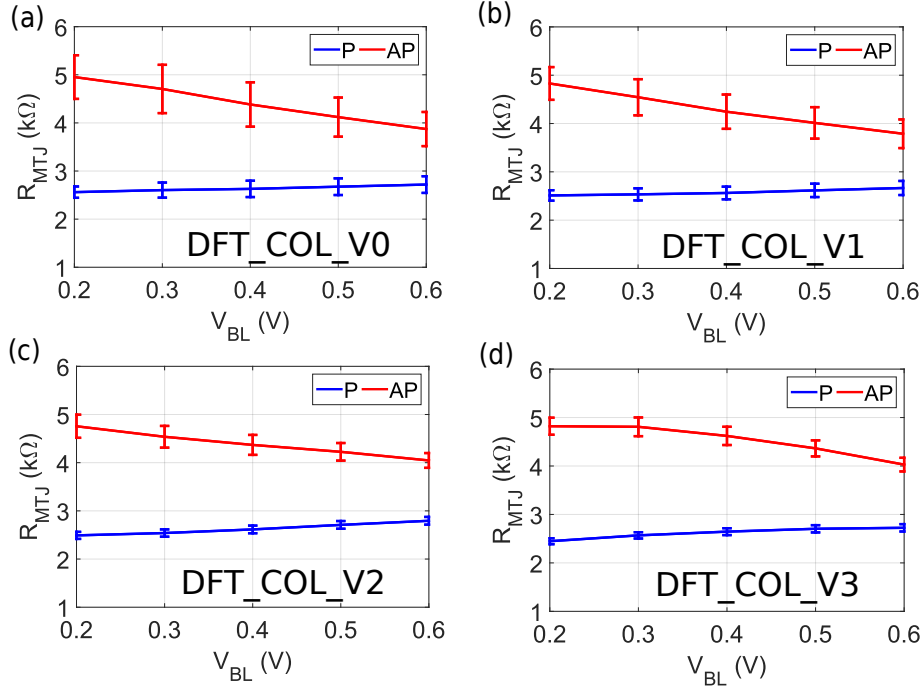 (a)
6
5
4
3
2
1
R_MTJ (kΩ)
P AP
DFT_COL_V0
0.2 0.3 0.4 0.5 0.6
V_BL (V)
(b)
6
5
4
3
2
1
R_MTJ (kΩ)
P AP
DFT_COL_V1
0.2 0.3 0.4 0.5 0.6
V_BL (V)
(c)
6
5
4
3
2
1
R_MTJ (kΩ)
P AP
DFT_COL_V2
0.2 0.3 0.4 0.5 0.6
V_BL (V)
(d)
6
5
4
3
2
1
R_MTJ (kΩ)
P AP
DFT_COL_V3
0.2 0.3 0.4 0.5 0.6
V_BL (V)